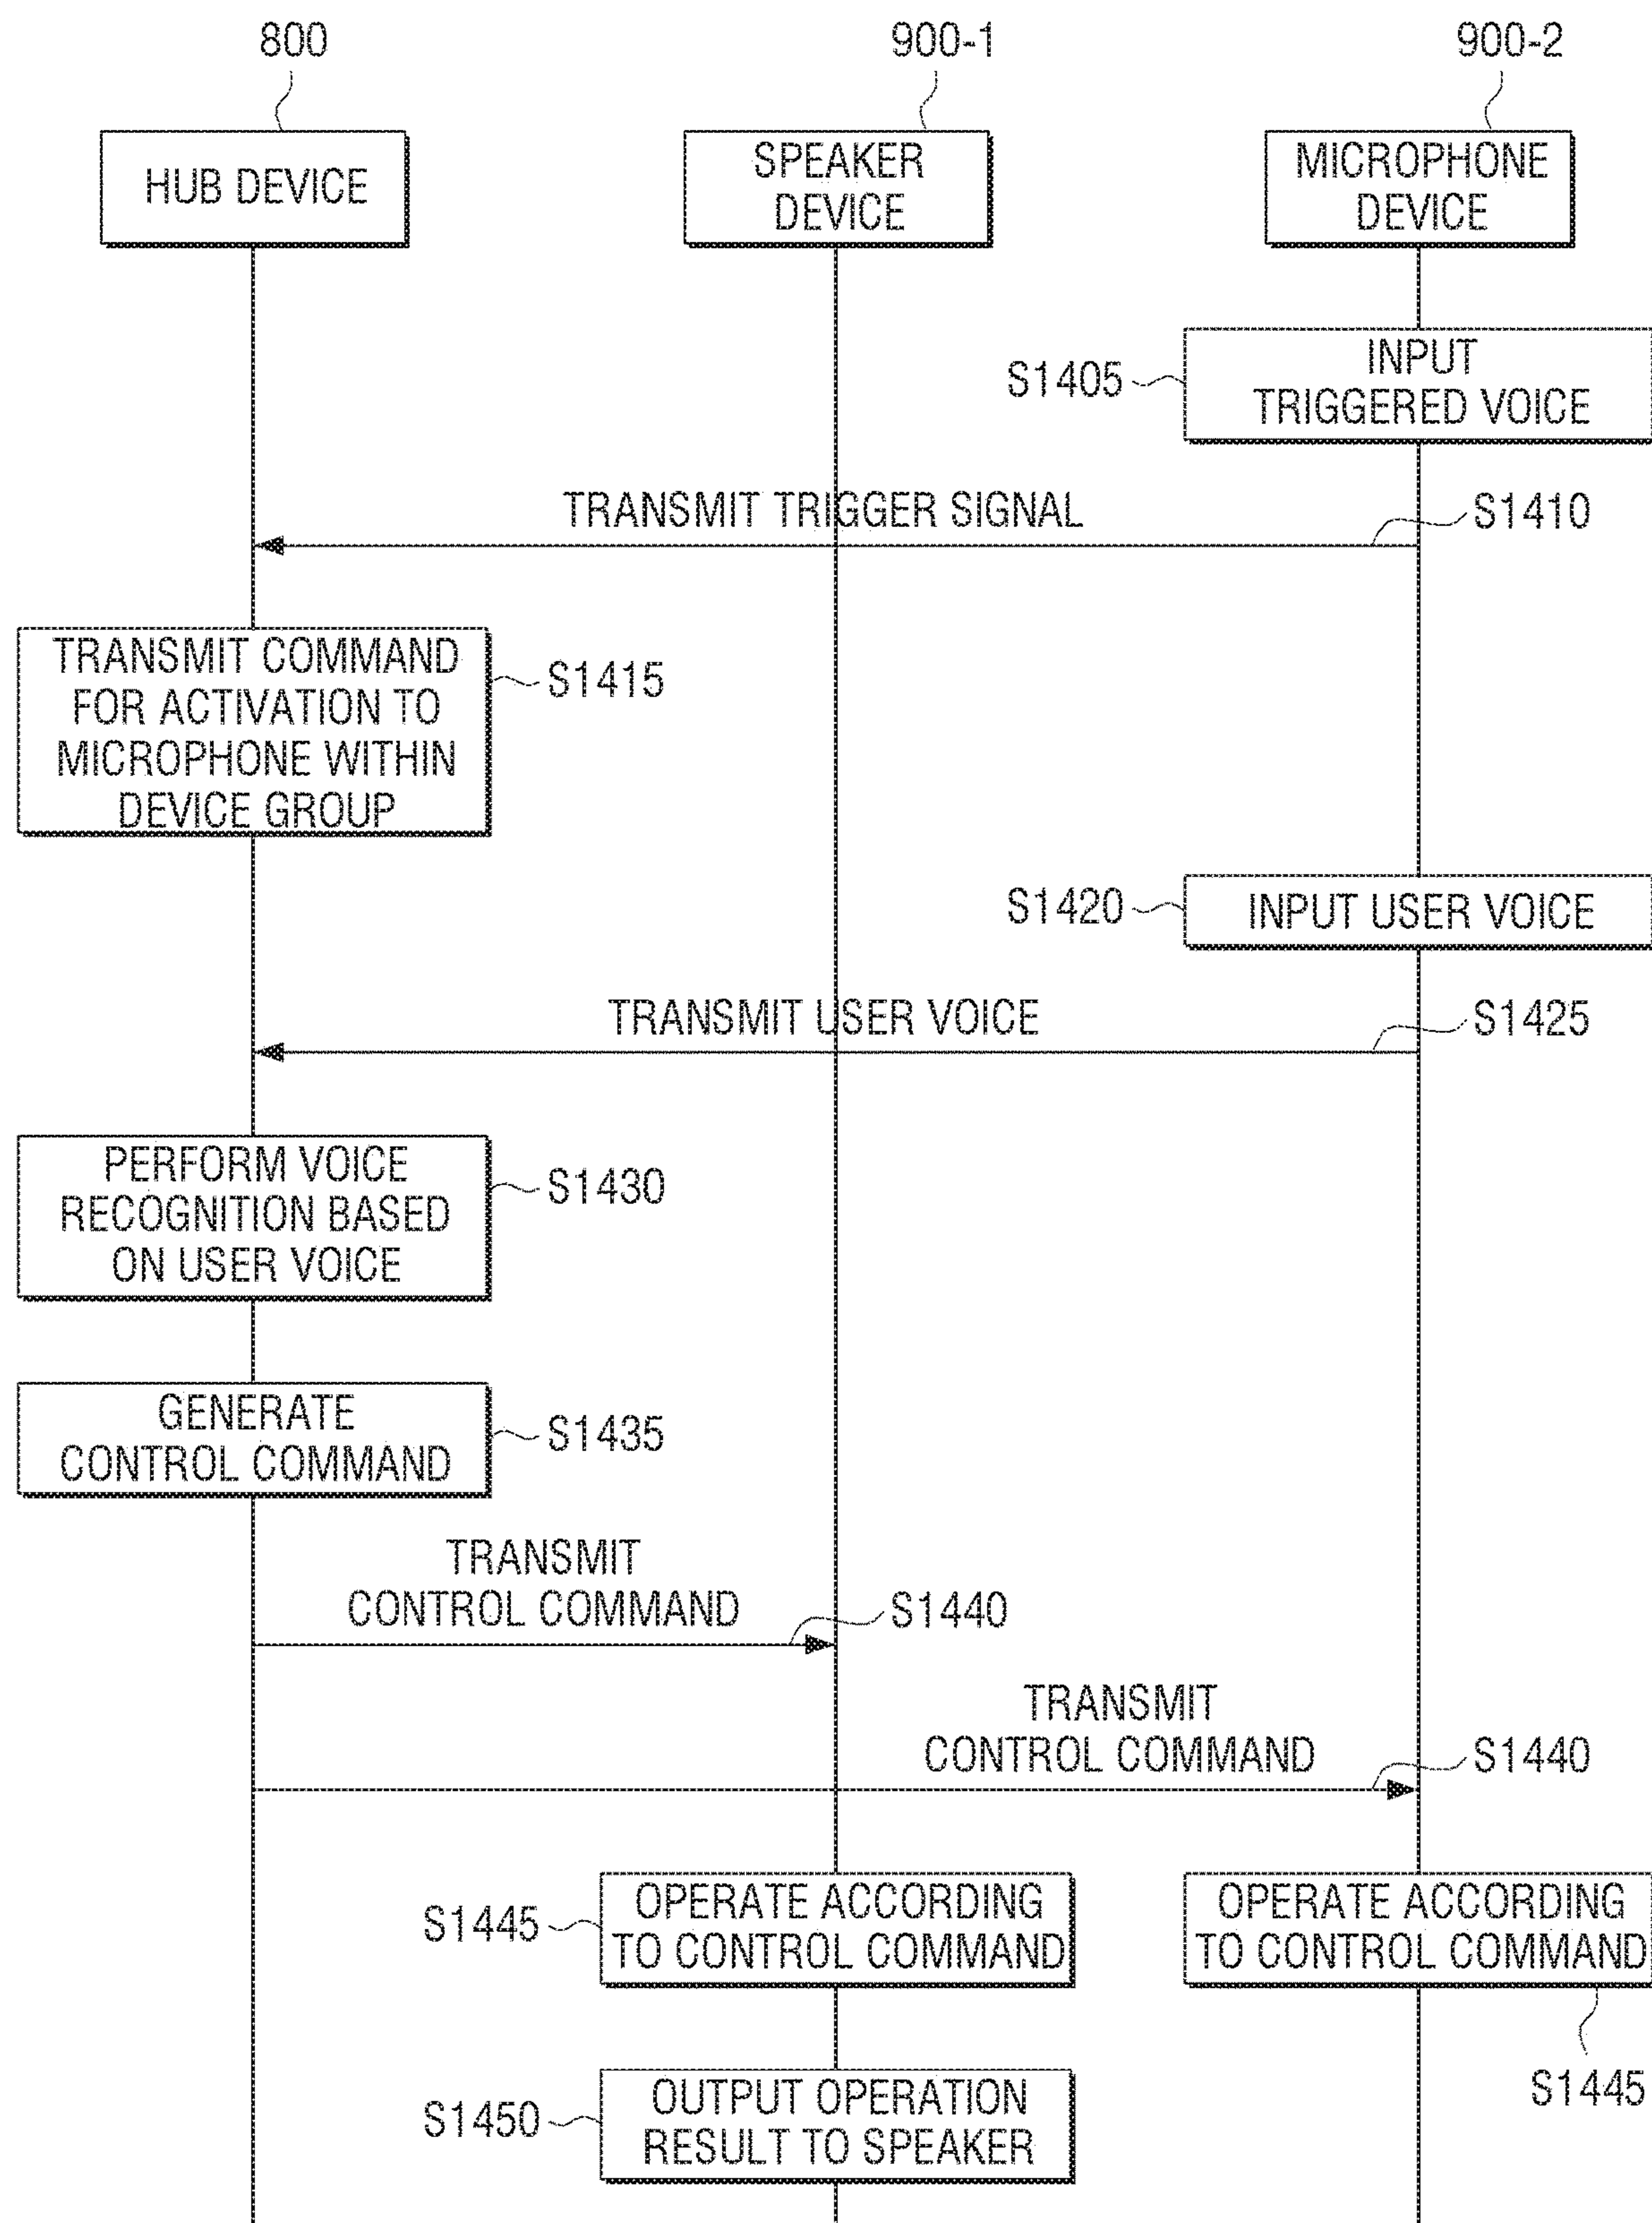 800
900-1
900-2
HUB DEVICE
SPEAKER
DEVICE
MICROPHONE
DEVICE
S1405
INPUT
TRIGGERED VOICE
TRANSMIT TRIGGER SIGNAL
S1410
TRANSMIT COMMAND
FOR ACTIVATION TO
MICROPHONE WITHIN
DEVICE GROUP
S1415
S1420
INPUT USER VOICE
TRANSMIT USER VOICE
S1425
PERFORM VOICE
RECOGNITION BASED
ON USER VOICE
S1430
GENERATE
CONTROL COMMAND
S1435
TRANSMIT
CONTROL COMMAND
S1440
TRANSMIT
CONTROL COMMAND
S1440
S1445
OPERATE ACCORDING
TO CONTROL COMMAND
OPERATE ACCORDING
TO CONTROL COMMAND
S1445
S1450
OUTPUT OPERATION
RESULT TO SPEAKER